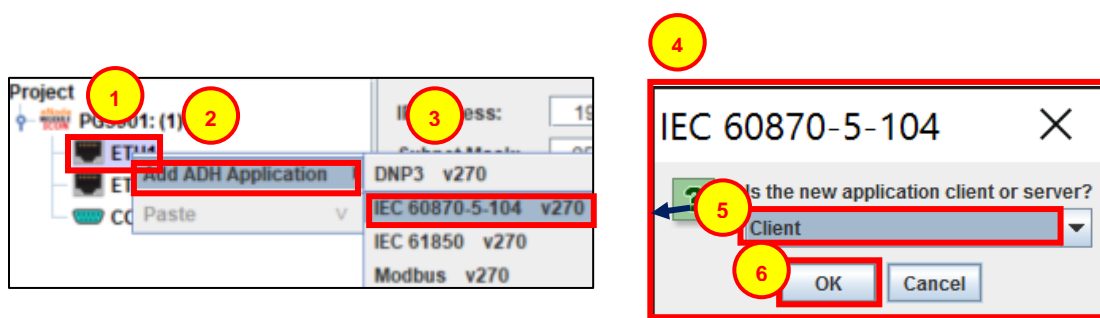 4
Project
1
PG5901: (1)
2
3
19
ETH1
Add ADH Application
DNP3 v270
IEC 60870-5-104 v270
Paste
IEC 61850 v270
Modbus v270
IEC 60870-5-104
Is the new application client or server?
5
Client
6
OK
Cancel